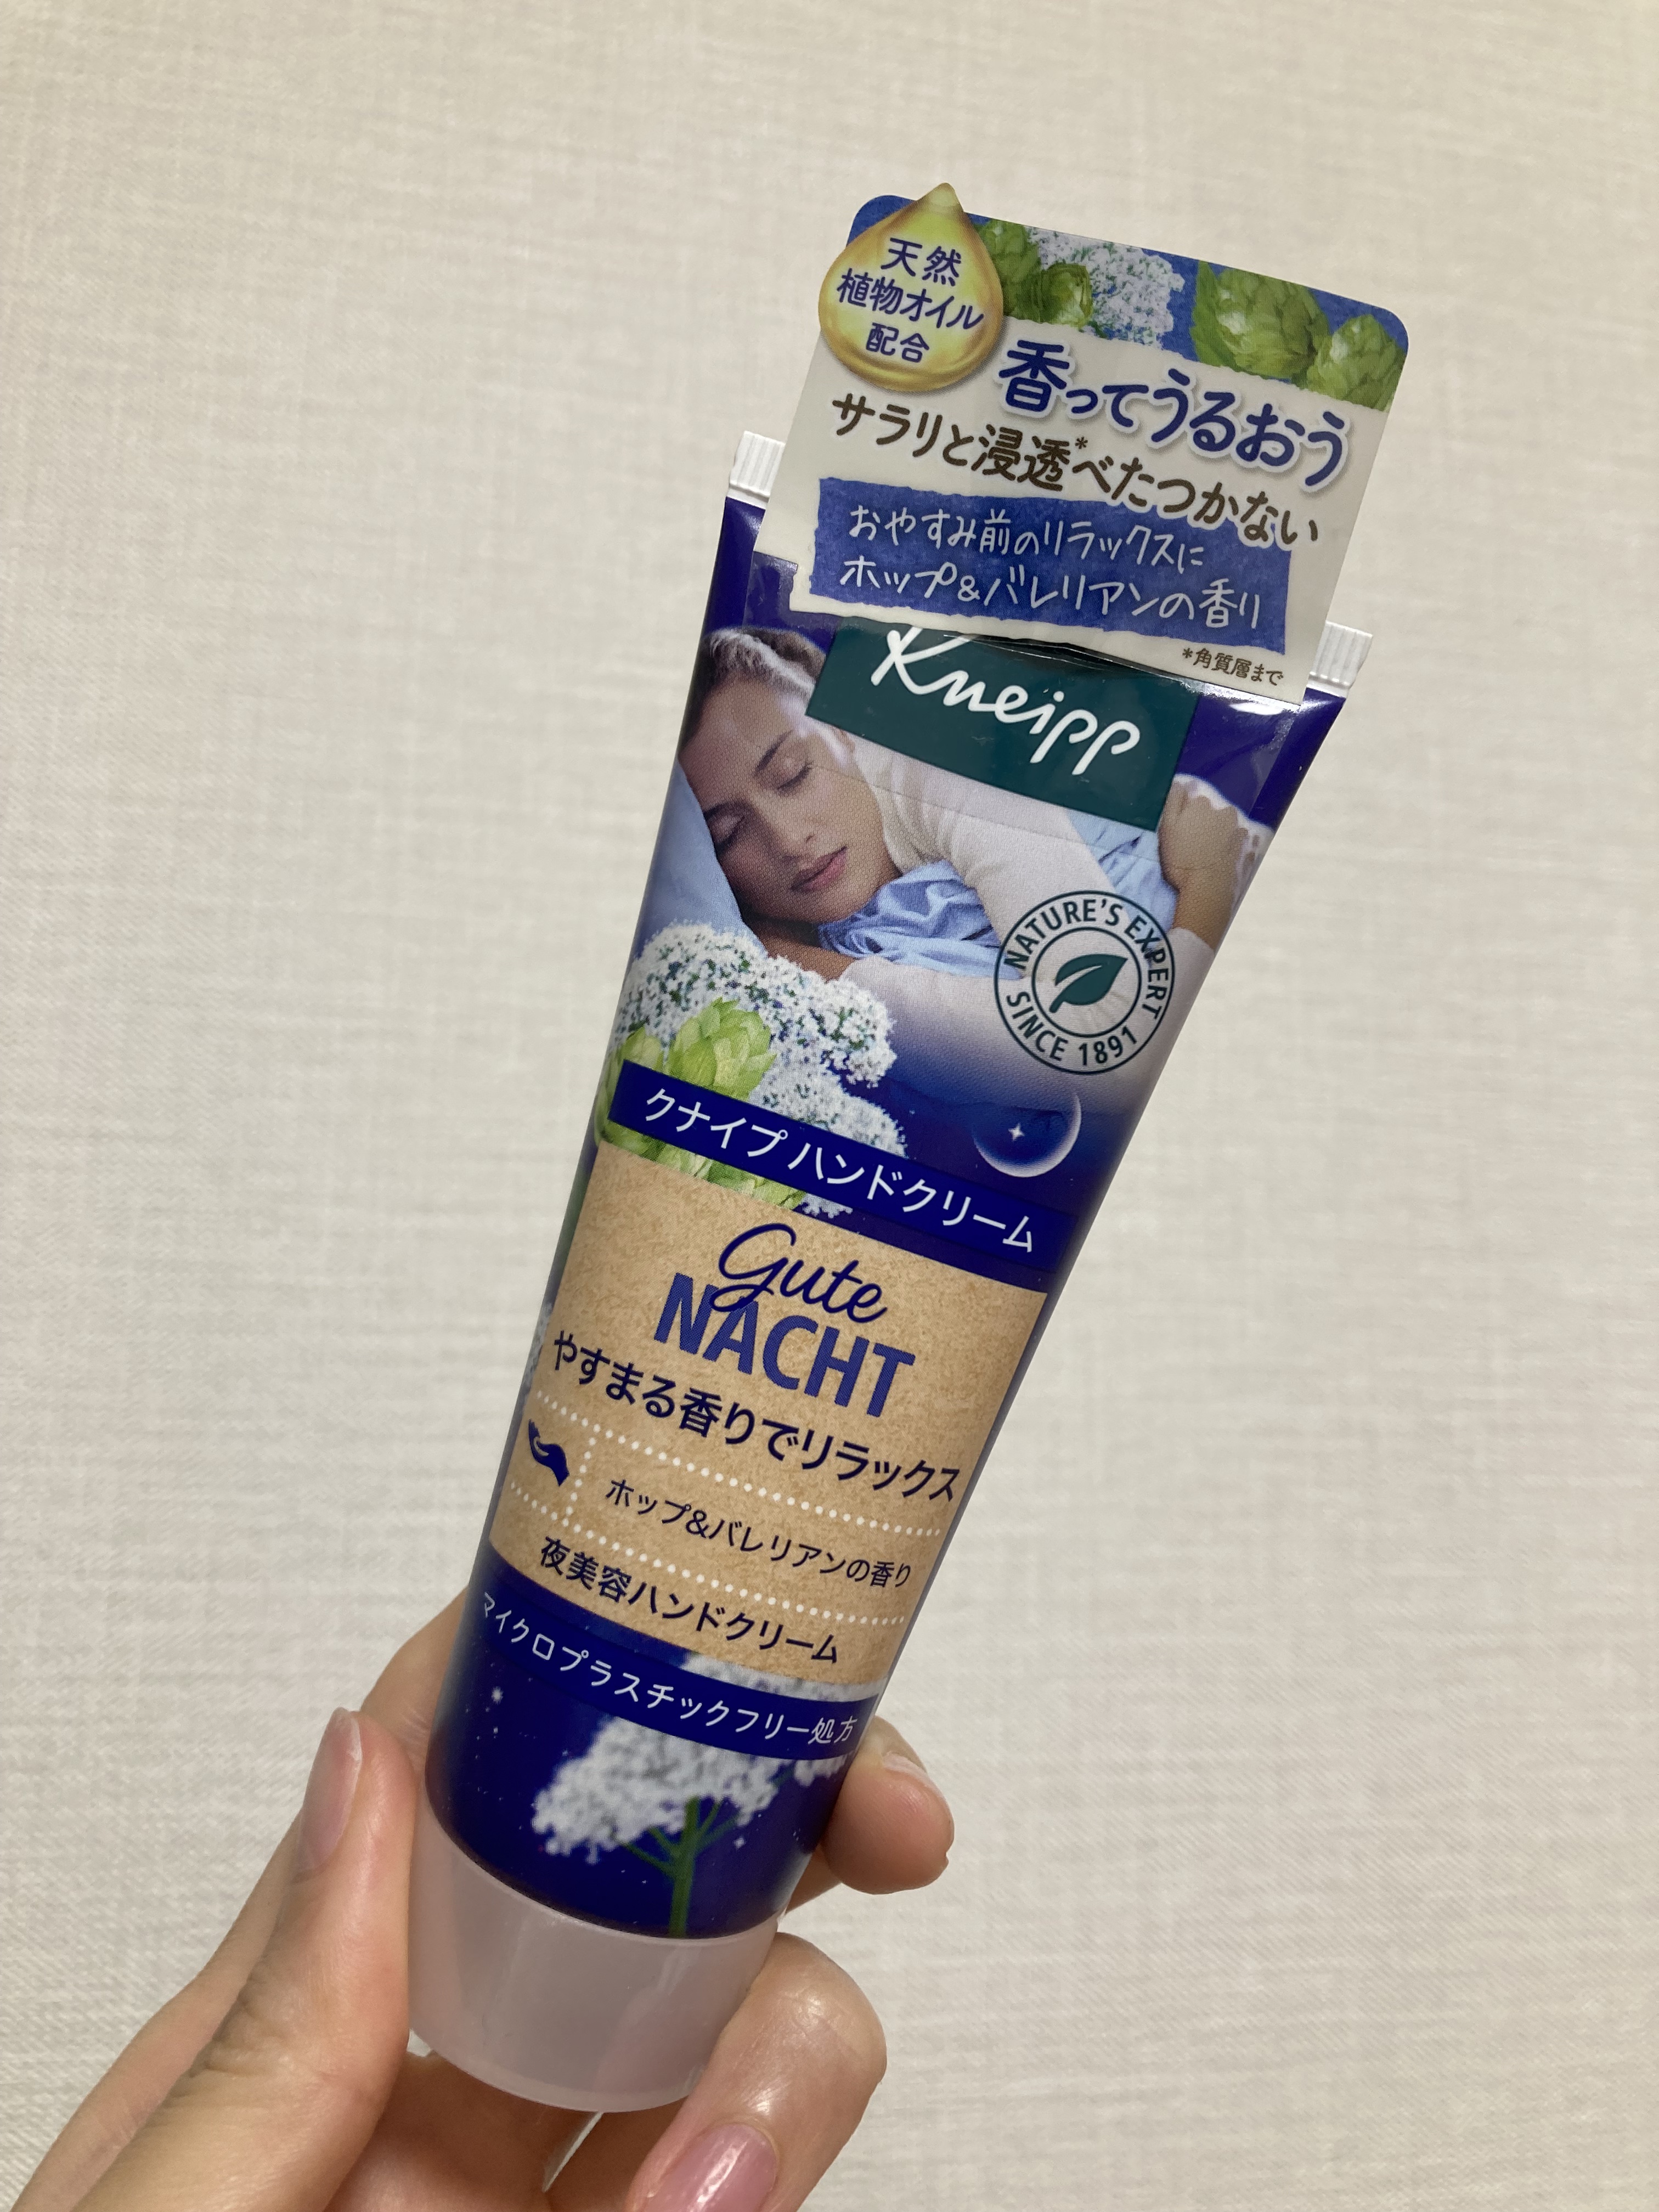 天然
植物オイル
配合
香ってうるおう
サラリと浸透*べたつかない
おやすみ前のリラックスに
ホップ&バレリアンの香り
*角質層まで
Kneipp
NATURE'S EXPERT
SINCE 1891
クナイプ ハンドクリーム
Gute
NACHT
やすまる香りでリラックス
ホップ&バレリアンの香り
夜美容ハンドクリーム
マイクロプラスチックフリー処方